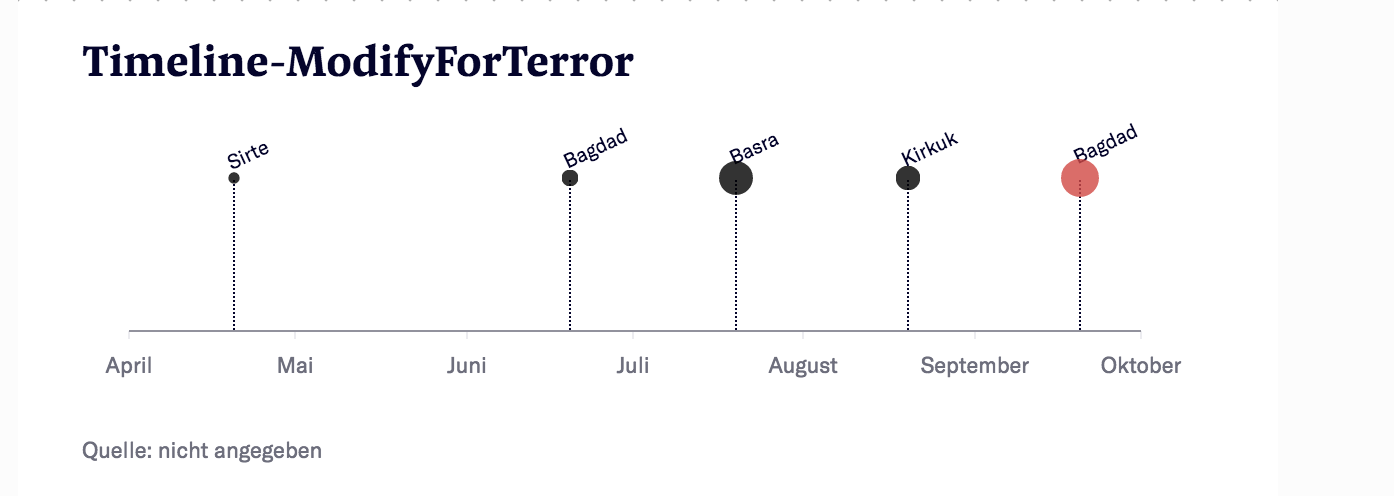 Timeline-ModifyForTerror
Sirte Bagdad Basra Kirkuk Bagdad
April Mai Juni Juli August September Oktober
Quelle: nicht angegeben